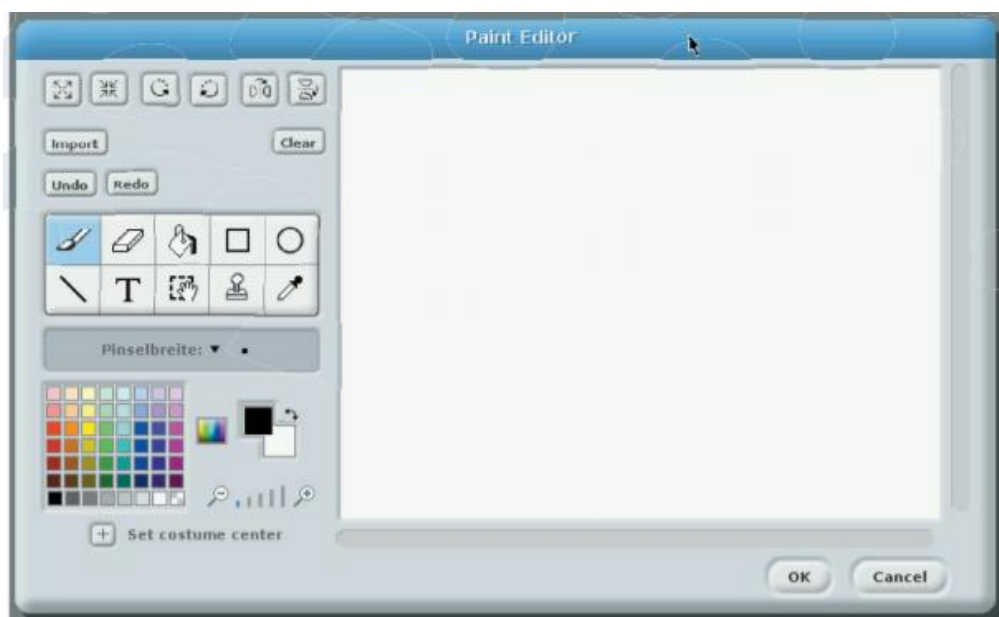 Paint Editor
Import
Clear
Undo
Redo
T
Pinselbreite:
Set costume center
OK
Cancel